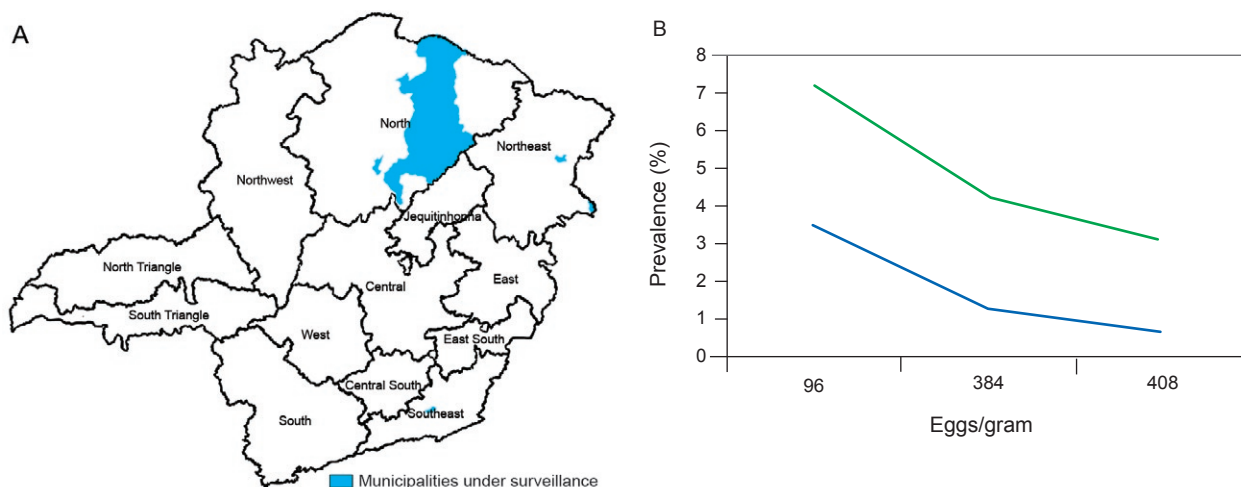 A
North
Northeast
Northwest
Jequitinhonha
North Triangle
Central
East
South Triangle
West
East South
Central South
Southeast
South
Municipalities under surveillance
B
8
7
6
5
4
3
2
1
0
Prevalence (%)
96
384
408
Eggs/gram